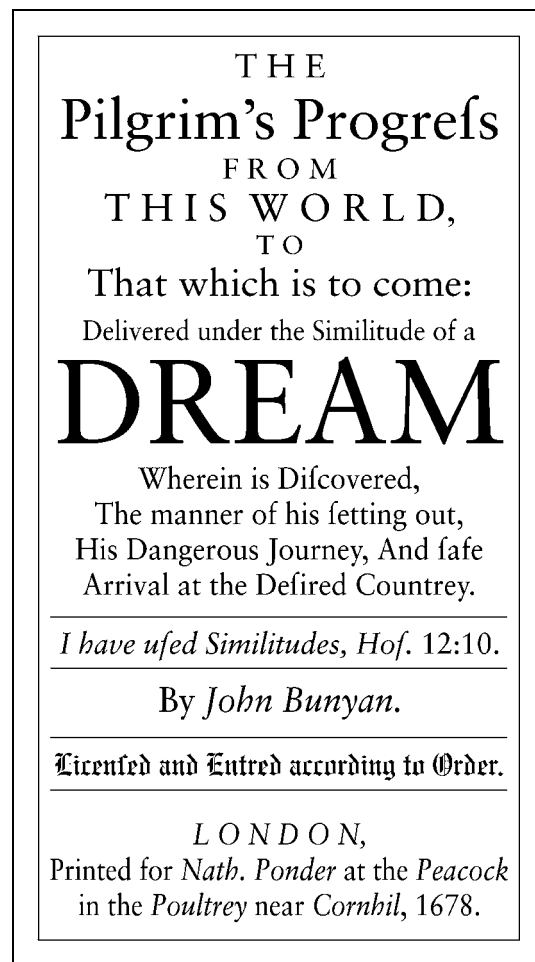 THE
Pilgrim's Progreſs
FROM
THIS WORLD,
TO
That which is to come:
Delivered under the Similitude of a
DREAM
Wherein is Diſcovered,
The manner of his ſetting out,
His Dangerous Journey, And ſafe
Arrival at the Deſired Countrey.
I have uſed Similitudes, Hoſ. 12:10.
By John Bunyan.
Licenſed and Entred according to Order.
LONDON,
Printed for Nath. Ponder at the Peacock
in the Poultrey near Cornhil, 1678.